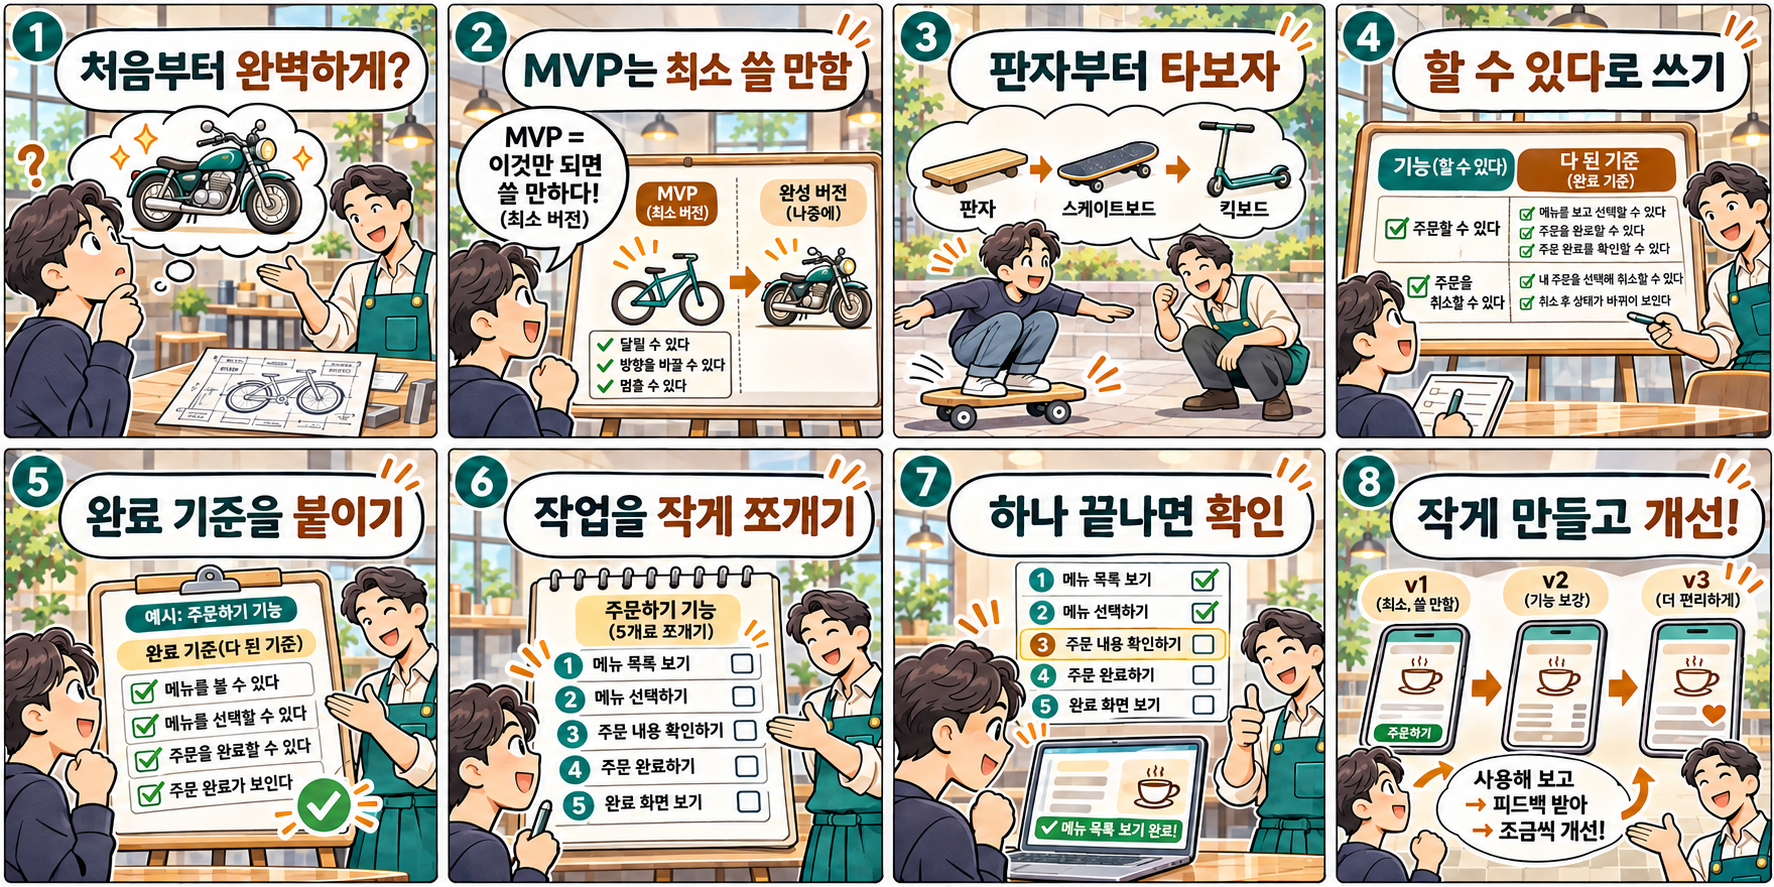 1
처음부터 완벽하게?
?
2
MVP는 최소 쓸 만함
MVP =
이것만 되면
쓸 만하다!
(최소 버전)
MVP
(최소 버전)
완성 버전
(나중에)
달릴 수 있다
방향을 바꿀 수 있다
멈출 수 있다
3
판자부터 타보자
판자
스케이트보드
킥보드
4
할 수 있다로 쓰기
기능(할 수 있다)
다 된 기준
(완료 기준)
주문할 수 있다
메뉴를 보고 선택할 수 있다
주문을 완료할 수 있다
주문 완료를 확인할 수 있다
주문을
취소할 수 있다
내 주문을 선택해 취소할 수 있다
취소 후 상태가 바뀌어 보인다
5
완료 기준을 붙이기
예시: 주문하기 기능
완료 기준(다 된 기준)
메뉴를 볼 수 있다
메뉴를 선택할 수 있다
주문을 완료할 수 있다
주문 완료가 보인다
6
작업을 작게 쪼개기
주문하기 기능
(5개로 쪼개기)
1 메뉴 목록 보기
2 메뉴 선택하기
3 주문 내용 확인하기
4 주문 완료하기
5 완료 화면 보기
7
하나 끝나면 확인
1 메뉴 목록 보기
2 메뉴 선택하기
3 주문 내용 확인하기
4 주문 완료하기
5 완료 화면 보기
메뉴 목록 보기 완료!
8
작게 만들고 개선!
v1
(최소, 쓸 만함)
v2
(기능 보강)
v3
(더 편리하게)
주문하기
사용해 보고
→ 피드백 받아
→ 조금씩 개선!